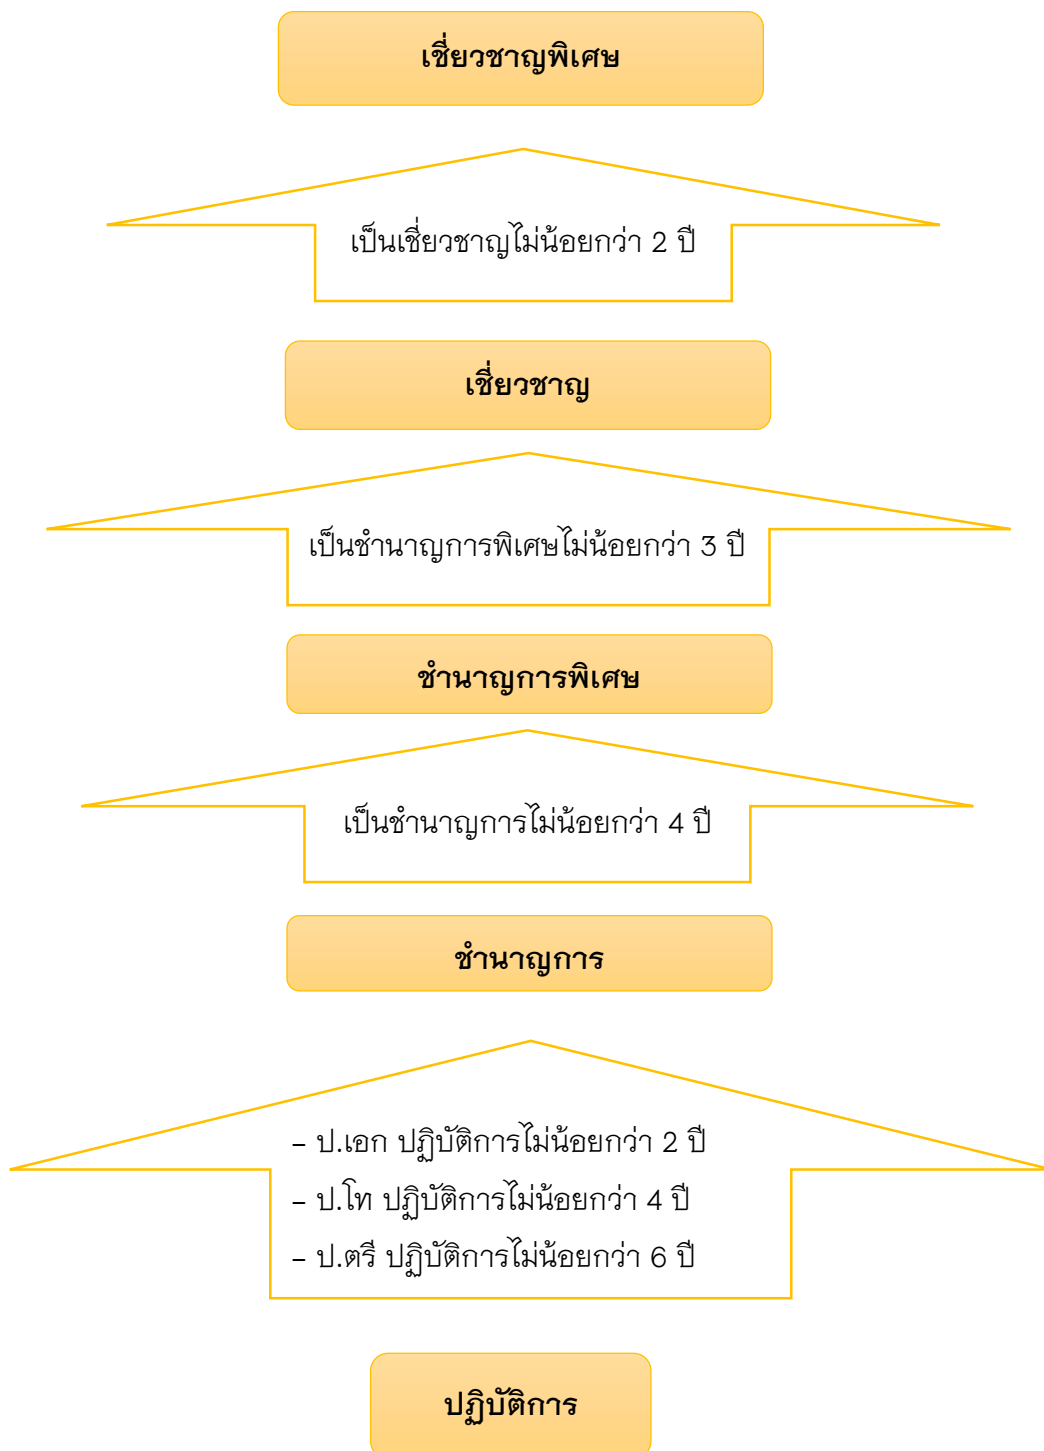 เชี่ยวชาญพิเศษ
เป็นเชี่ยวชาญไม่น้อยกว่า 2 ปี
เชี่ยวชาญ
เป็นชำนาญการพิเศษไม่น้อยกว่า 3 ปี
ชำนาญการพิเศษ
เป็นชำนาญการไม่น้อยกว่า 4 ปี
ชำนาญการ
- ป.เอก ปฏิบัติการไม่น้อยกว่า 2 ปี
- ป.โท ปฏิบัติการไม่น้อยกว่า 4 ปี
- ป.ตรี ปฏิบัติการไม่น้อยกว่า 6 ปี
ปฏิบัติการ